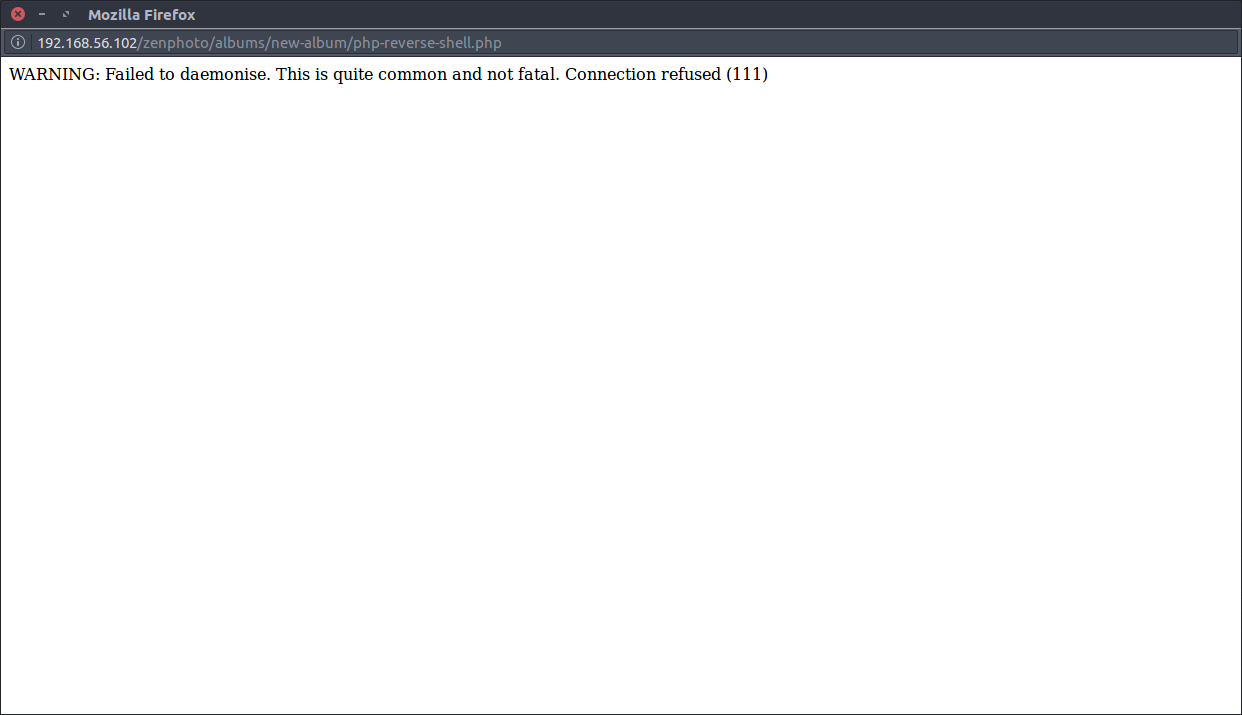 Mozilla Firefox
192.168.56.102/zenphoto/albums/new-album/php-reverse-shell.php
WARNING: Failed to daemonise. This is quite common and not fatal. Connection refused (111)